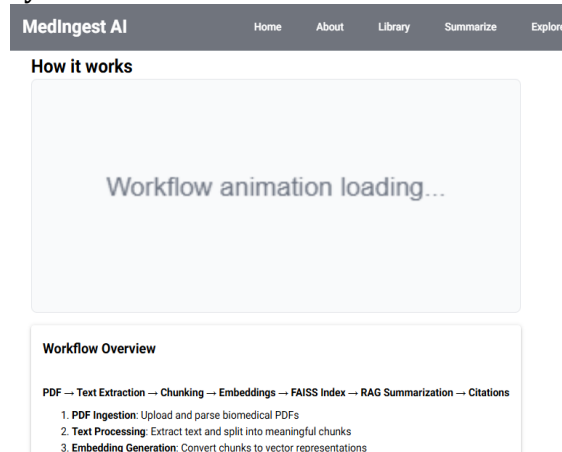 MedIngest AI Home About Library Summarize Explore
How it works
Workflow animation loading...
Workflow Overview
PDF → Text Extraction → Chunking → Embeddings → FAISS Index → RAG Summarization → Citations
1. PDF Ingestion: Upload and parse biomedical PDFs
2. Text Processing: Extract text and split into meaningful chunks
3. Embedding Generation: Convert chunks to vector representations